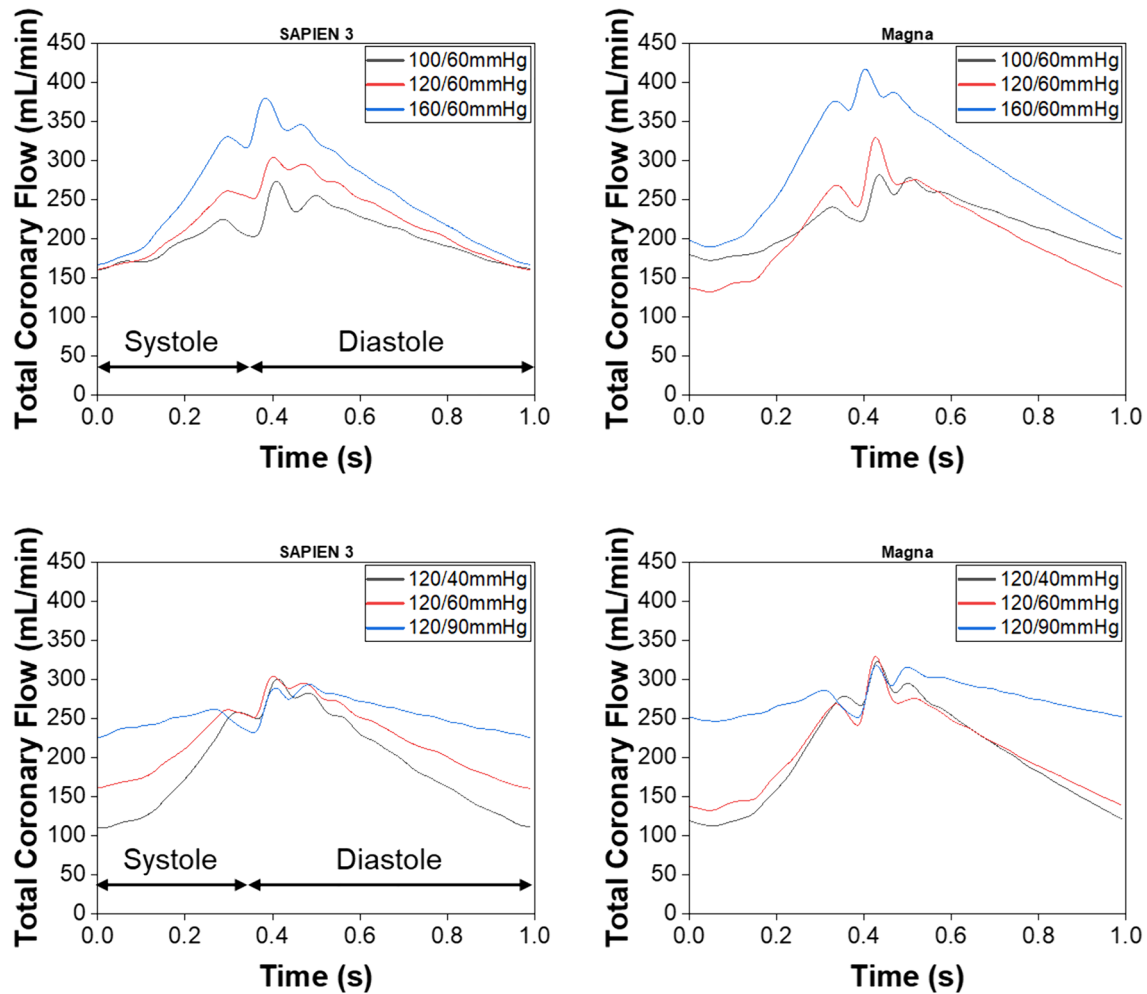 SAPIEN 3
Total Coronary Flow (mL/min)
450
400
350
300
250
200
150
100
50
0
100/60mmHg
120/60mmHg
160/60mmHg
Systole
Diastole
0.0
0.2
0.4
0.6
0.8
1.0
Time (s)
Magna
Total Coronary Flow (mL/min)
450
400
350
300
250
200
150
100
50
0
100/60mmHg
120/60mmHg
160/60mmHg
0.0
0.2
0.4
0.6
0.8
1.0
Time (s)
SAPIEN 3
Total Coronary Flow (mL/min)
450
400
350
300
250
200
150
100
50
0
120/40mmHg
120/60mmHg
120/90mmHg
Systole
Diastole
0.0
0.2
0.4
0.6
0.8
1.0
Time (s)
Magna
Total Coronary Flow (mL/min)
450
400
350
300
250
200
150
100
50
0
120/40mmHg
120/60mmHg
120/90mmHg
0.0
0.2
0.4
0.6
0.8
1.0
Time (s)